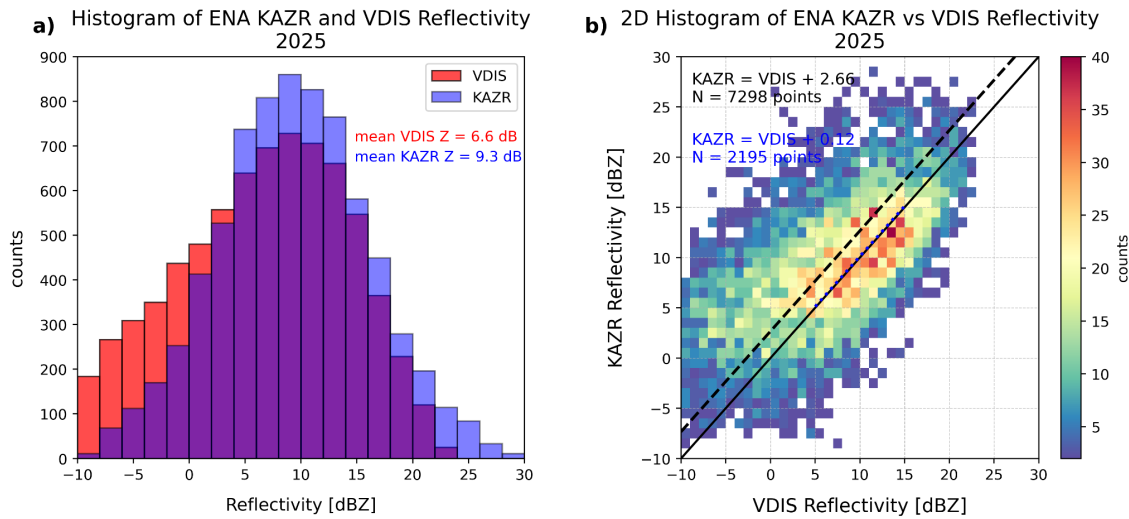 a)
Histogram of ENA KAZR and VDIS Reflectivity
2025
900
800
700
600
500
400
300
200
100
0
counts
VDIS
KAZR
mean VDIS Z = 6.6 dB
mean KAZR Z = 9.3 dB
−10
−5
0
5
10
15
20
25
30
Reflectivity [dBZ]
b)
2D Histogram of ENA KAZR vs VDIS Reflectivity
2025
30
25
20
15
10
5
0
−5
−10
KAZR Reflectivity [dBZ]
KAZR = VDIS + 2.66
N = 7298 points
KAZR = VDIS + 0.12
N = 2195 points
−10
−5
0
5
10
15
20
25
30
VDIS Reflectivity [dBZ]
40
35
30
25
20
15
10
5
counts